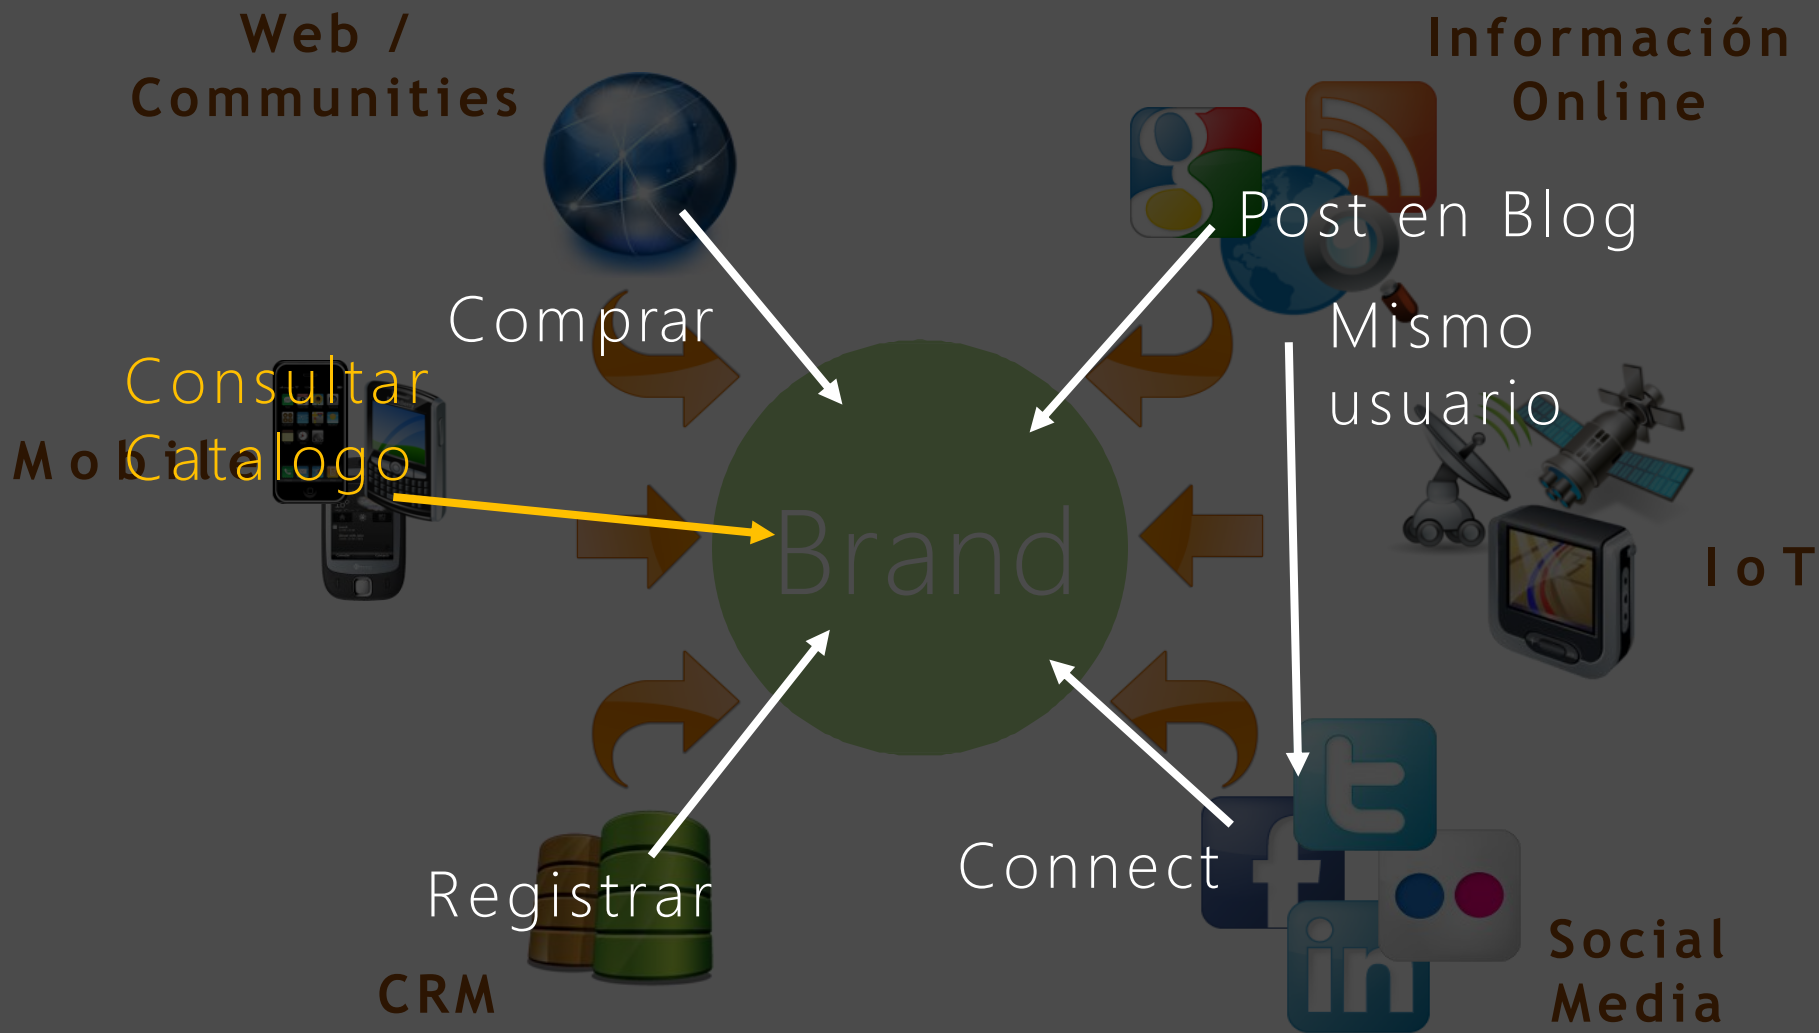 Web /
Communities
Información
Online
Post en Blog
Comprar
Mismo
usuario
Consultar
Catalogo
Mobile
Brand
IoT
Registrar
Connect
CRM
Social
Media